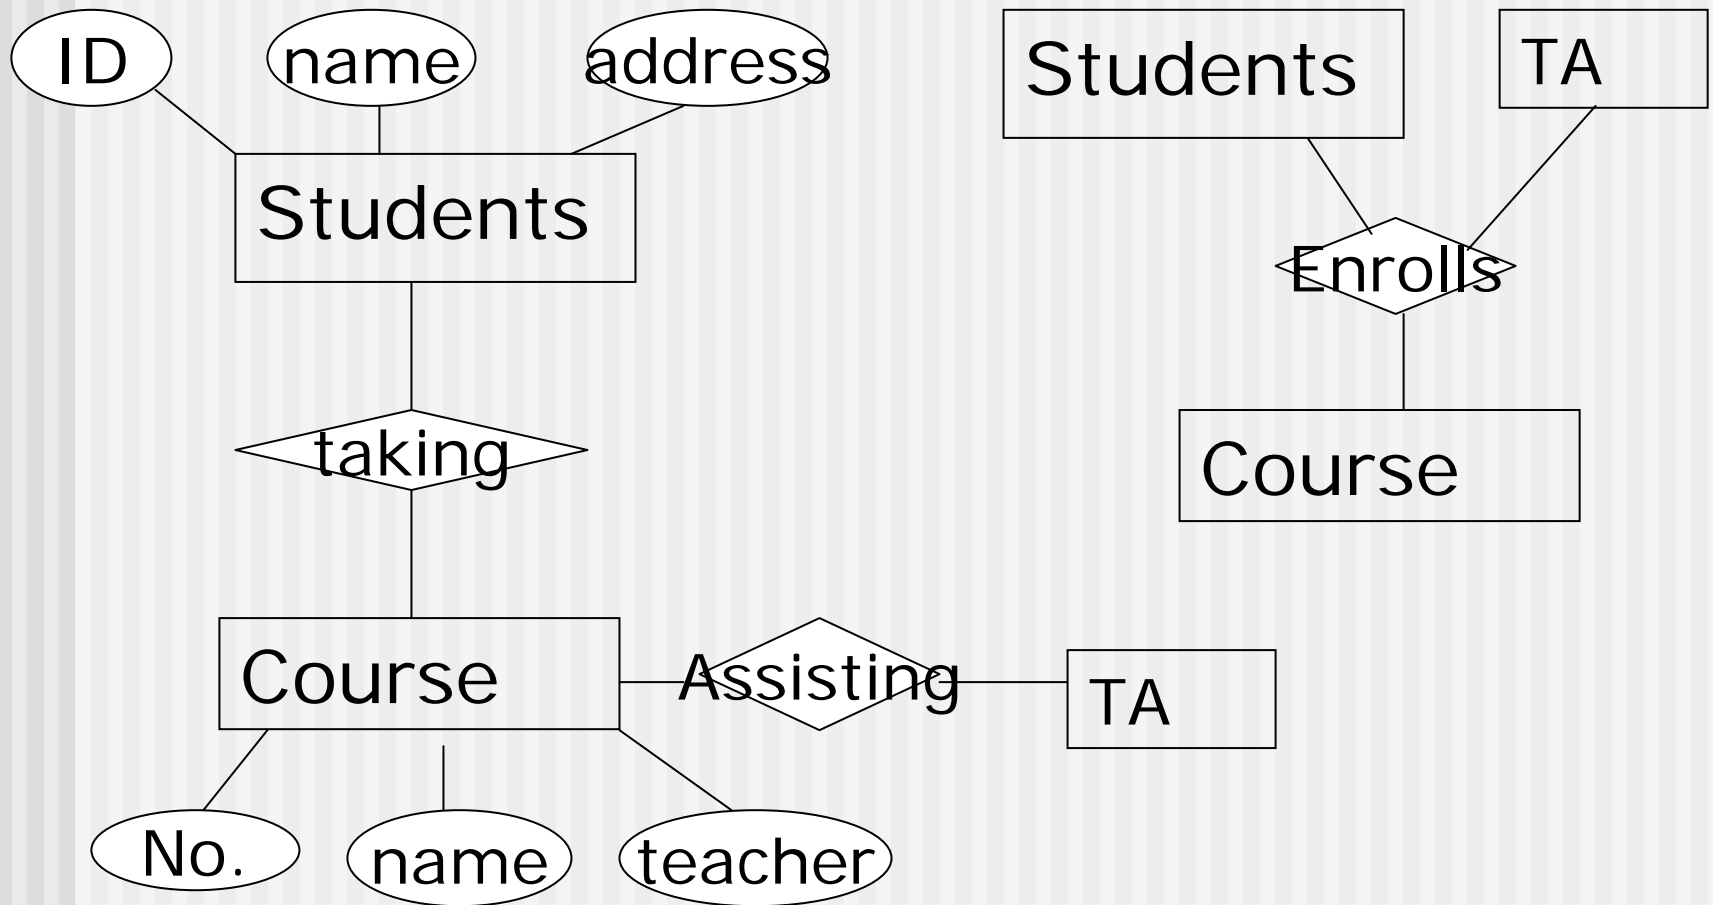 ID
name
address
Students
taking
Course
Assisting
TA
No.
name
teacher
Students
TA
Enrolls
Course